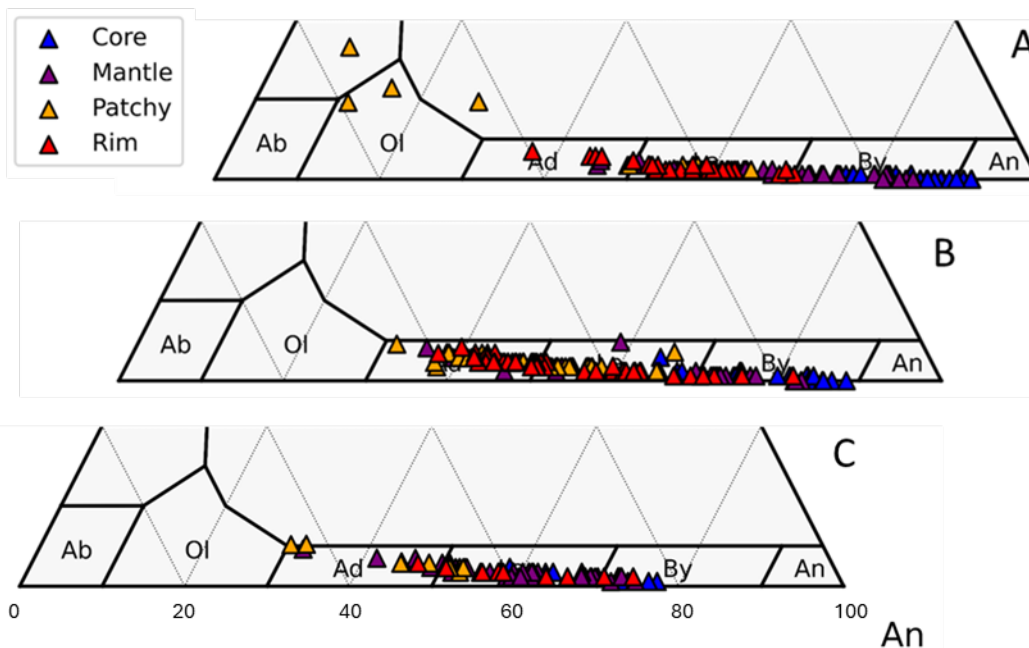 Core
Mantle
Patchy
Rim
A
Ab
Ol
Ad
By
An
B
Ab
Ol
By
An
C
Ab
Ol
Ad
By
An
0 20 40 60 80 100
An